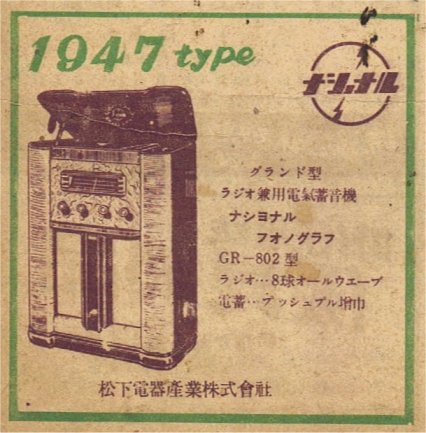 1947 type
ナショナル
グランド型
ラジオ兼用電氣蓄音機
ナシヨナル
フオノグラフ
GR-802型
ラジオ…8球オールウエーブ
電蓄…プッシュプル増巾
松下電器產業株式會社